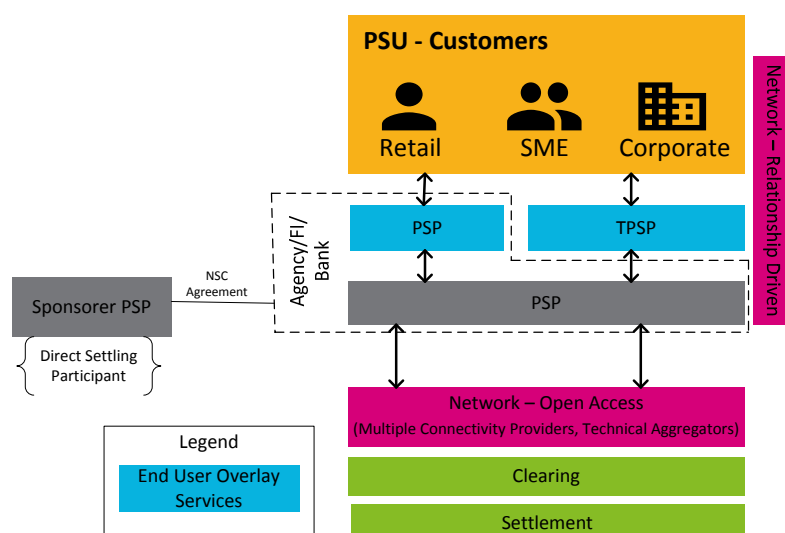 PSU - Customers
Retail
SME
Corporate
Network – Relationship Driven
PSP
TPSP
Agency/FI/
Bank
NSC
Agreement
Sponsorer PSP
PSP
Direct Settling
Participant
Network – Open Access
(Multiple Connectivity Providers, Technical Aggregators)
Legend
End User Overlay
Services
Clearing
Settlement